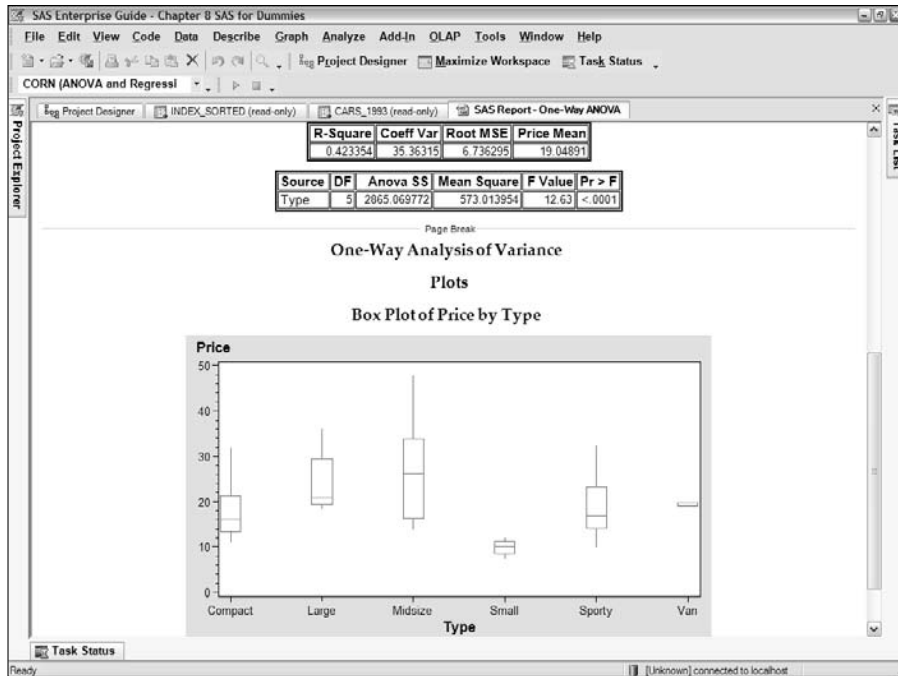 SAS Enterprise Guide - Chapter 8 SAS for Dummies
File Edit View Code Data Describe Graph Analyze Add-In OLAP Tools Window Help
Project Designer Maximize Workspace Task Status
CORN (ANOVA and Regressi
Project Designer INDEX_SORTED (read-only) CARS_1993 (read-only) SAS Report - One-Way ANOVA
Project Explorer
Task List
R-Square Coeff Var Root MSE Price Mean
0.423354 35.36315 6.736295 19.04891
Source DF Anova SS Mean Square F Value Pr > F
Type 5 2865.069772 573.013954 12.63 <.0001
Page Break
One-Way Analysis of Variance
Plots
Box Plot of Price by Type
Price
50
40
30
20
10
0
Compact Large Midsize Small Sporty Van
Type
Task Status
Ready [Unknown] connected to localhost